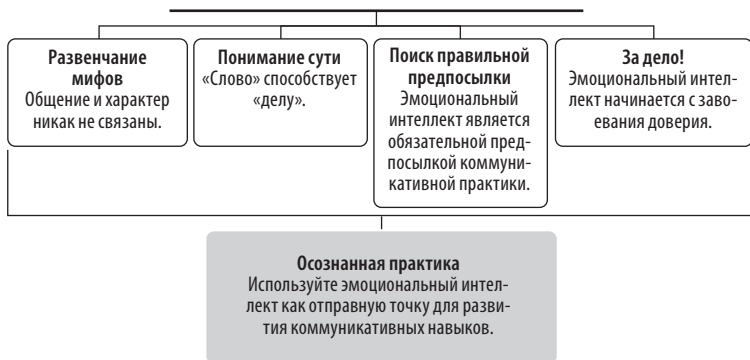 Развенчание
мифов
Общение и характер
никак не связаны.
Понимание сути
«Слово» способствует
«делу».
Поиск правильной
предпосылки
Эмоциональный
интеллект является
обязательной пред-
посылкой коммуни-
кативной практики.
За дело!
Эмоциональный интел-
лект начинается с заво-
евания доверия.
Осознанная практика
Используйте эмоциональный интел-
лект как отправную точку для разви-
тия коммуникативных навыков.